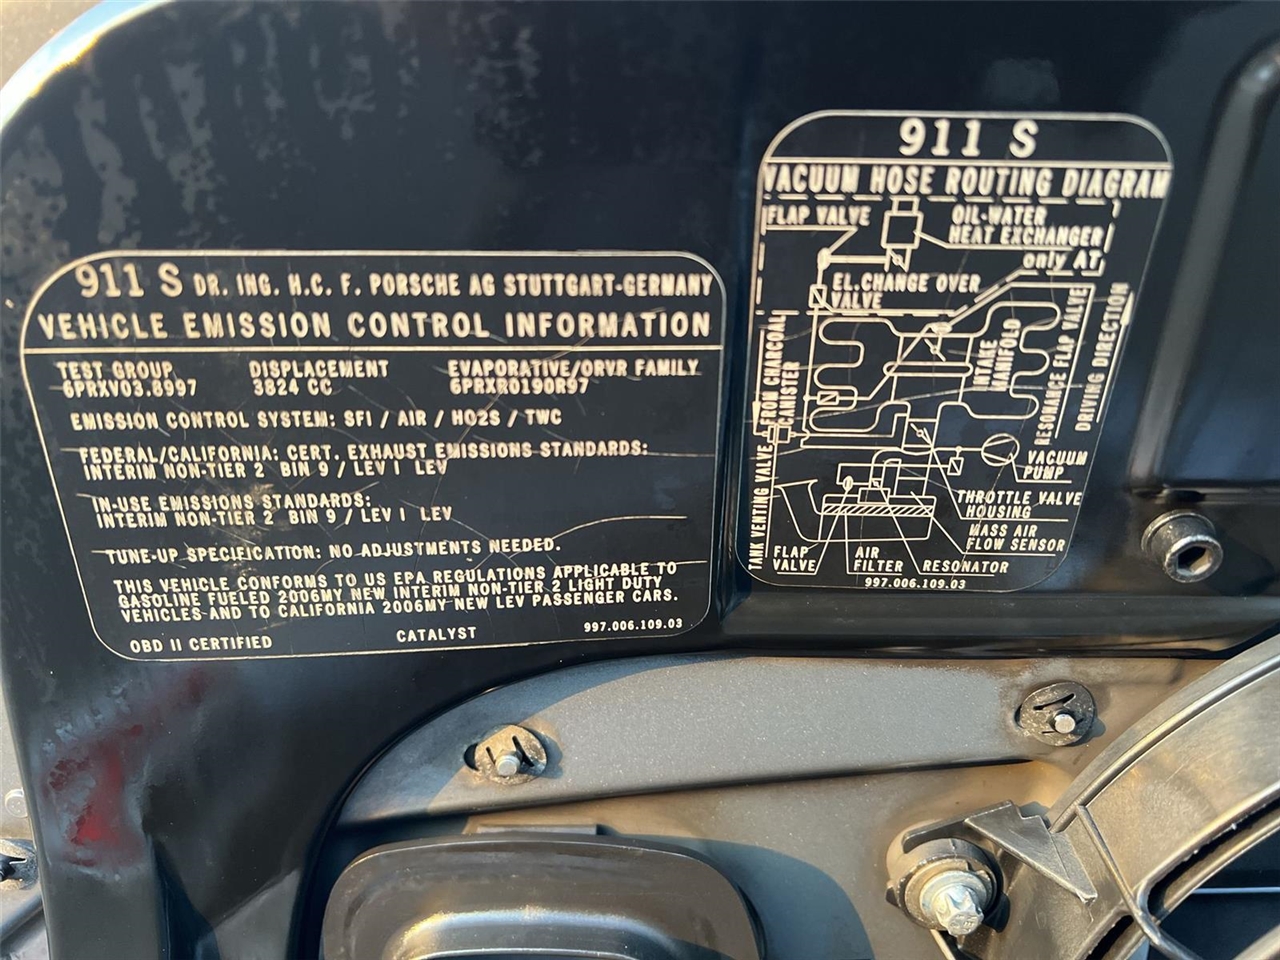 911 S DR. ING. H.C. F. PORSCHE AG STUTTGART-GERMANY
VEHICLE EMISSION CONTROL INFORMATION
TEST GROUP DISPLACEMENT EVAPORATIVE/ORVR FAMILY
6PRXV03.8997 3824 CC 6PRXR0190R97
EMISSION CONTROL SYSTEM: SFI / AIR / HO2S / TWC
FEDERAL/CALIFORNIA: CERT. EXHAUST EMISSIONS STANDARDS:
INTERIM NON-TIER 2 BIN 9 / LEV I LEV
IN-USE EMISSIONS STANDARDS:
INTERIM NON-TIER 2 BIN 9 / LEV I LEV
TUNE-UP SPECIFICATION: NO ADJUSTMENTS NEEDED.
THIS VEHICLE CONFORMS TO US EPA REGULATIONS APPLICABLE TO
GASOLINE FUELED 2006MY NEW INTERIM NON-TIER 2 LIGHT DUTY
VEHICLES AND TO CALIFORNIA 2006MY NEW LEV PASSENGER CARS.
OBD II CERTIFIED CATALYST 997.006.109.03
911 S
VACUUM HOSE ROUTING DIAGRAM
FLAP VALVE
OIL-WATER
HEAT EXCHANGER
only AT
EL.CHANGE OVER
VALVE
FROM CHARCOAL
CANISTER
INTAKE
MANIFOLD
RESONANCE FLAP VALVE
DRIVING DIRECTION
TANK VENTING VALVE
VACUUM
PUMP
THROTTLE VALVE
HOUSING
MASS AIR
FLOW SENSOR
FLAP
VALVE
AIR
FILTER
RESONATOR
997.006.109.03